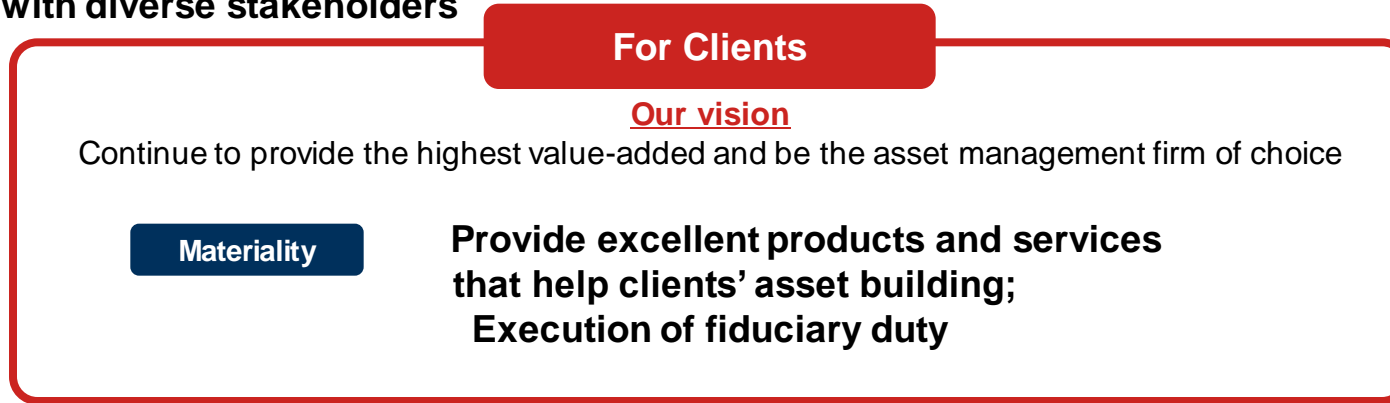 with diverse stakeholders
For Clients
Our vision
Continue to provide the highest value-added and be the asset management firm of choice
Materiality
Provide excellent products and services
that help clients' asset building;
Execution of fiduciary duty